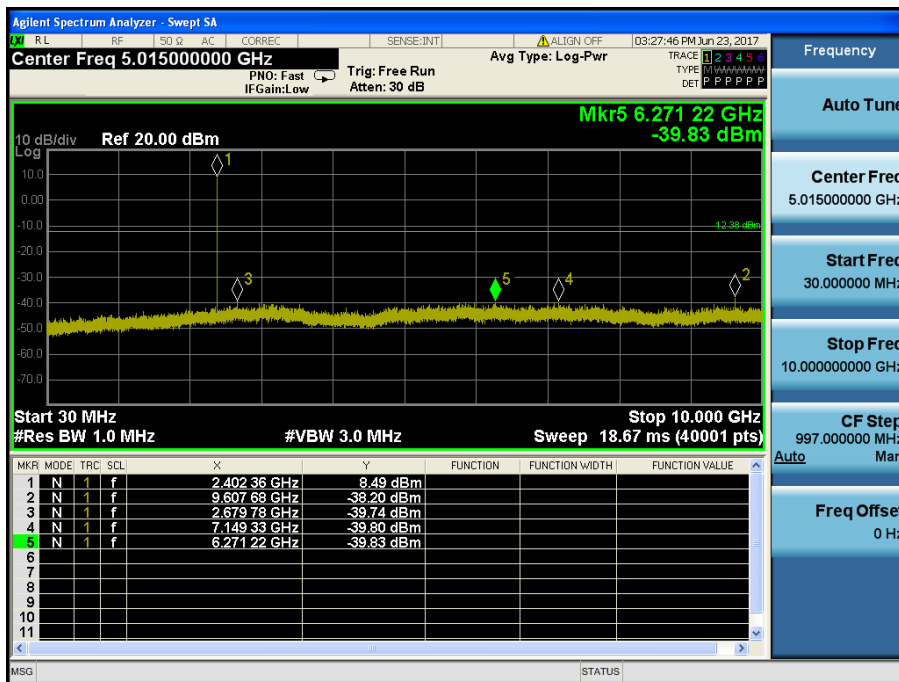 Agilent Spectrum Analyzer - Swept SA
LXI RL RF 50 Ω AC CORREC SENSE:INT ALIGN OFF 03:27:46 PM Jun 23, 2017
Center Freq 5.015000000 GHz
PNO: Fast
IFGain:Low
Trig: Free Run
Atten: 30 dB
Avg Type: Log-Pwr
TRACE 1 2 3 4 5 6
TYPE M WWWWW
DET P P P P P P
Mkr5 6.271 22 GHz
-39.83 dBm
10 dB/div Ref 20.00 dBm
Log
10.0
0.00
-10.0
-20.0
-30.0
-40.0
-50.0
-60.0
-70.0
1
-12.38 dBm
3
5
4
2
Start 30 MHz Stop 10.000 GHz
#Res BW 1.0 MHz #VBW 3.0 MHz Sweep 18.67 ms (40001 pts)
MKR MODE TRC SCL X Y FUNCTION FUNCTION WIDTH FUNCTION VALUE
1 N 1 f 2.402 36 GHz 8.49 dBm
2 N 1 f 9.607 68 GHz -38.20 dBm
3 N 1 f 2.679 78 GHz -39.74 dBm
4 N 1 f 7.149 33 GHz -39.80 dBm
5 N 1 f 6.271 22 GHz -39.83 dBm
6
7
8
9
10
11
MSG STATUS
Frequency
Auto Tune
Center Freq
5.015000000 GHz
Start Freq
30.000000 MHz
Stop Freq
10.000000000 GHz
CF Step
997.000000 MHz
Auto Man
Freq Offset
0 Hz